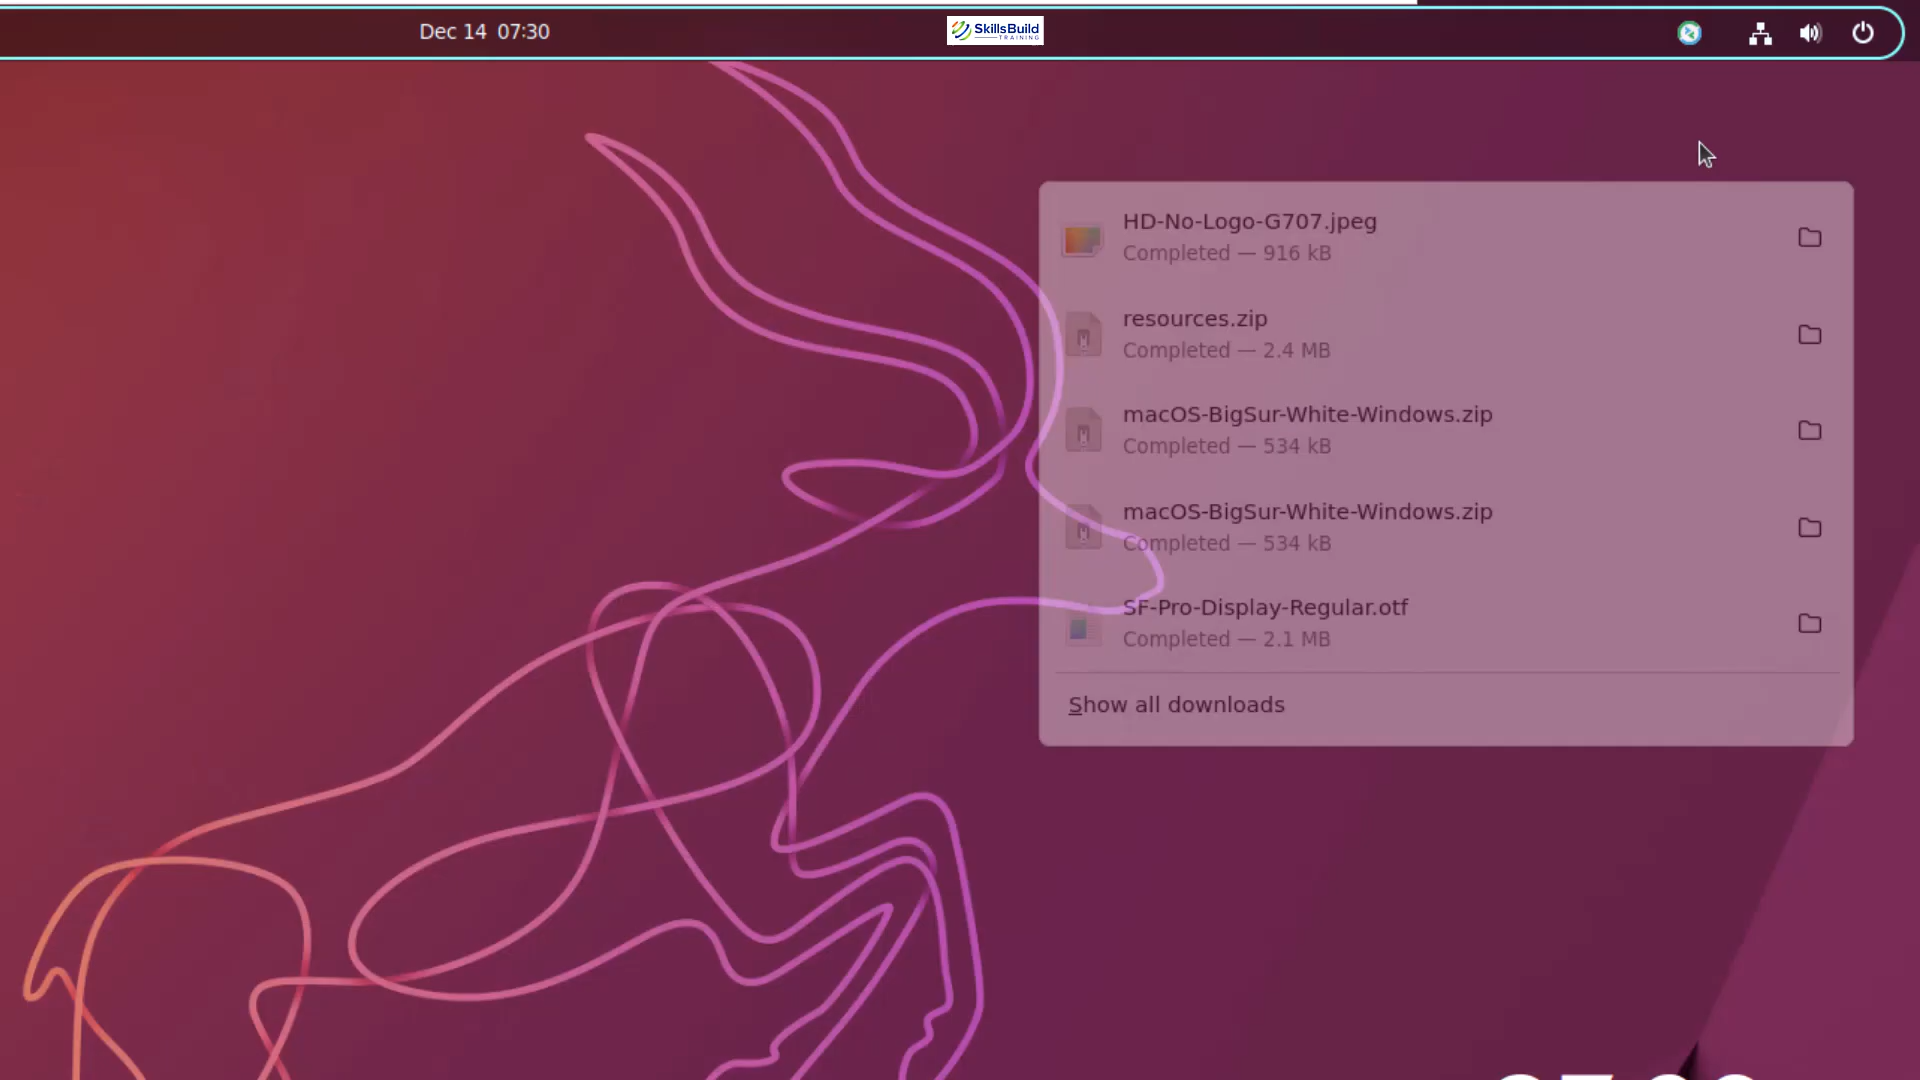 Dec 14 07:30
SkillsBuild
TRAINING
HD-No-Logo-G707.jpeg
Completed — 916 kB
resources.zip
Completed — 2.4 MB
macOS-BigSur-White-Windows.zip
Completed — 534 kB
macOS-BigSur-White-Windows.zip
Completed — 534 kB
SF-Pro-Display-Regular.otf
Completed — 2.1 MB
Show all downloads